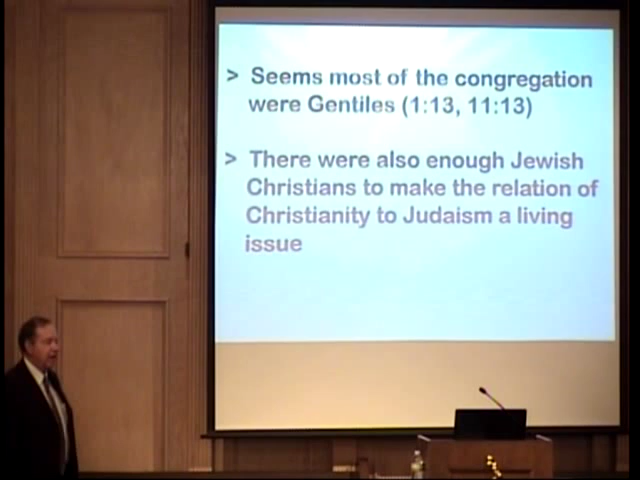 > Seems most of the congregation
were Gentiles (1:13, 11:13)
> There were also enough Jewish
Christians to make the relation of
Christianity to Judaism a living
issue